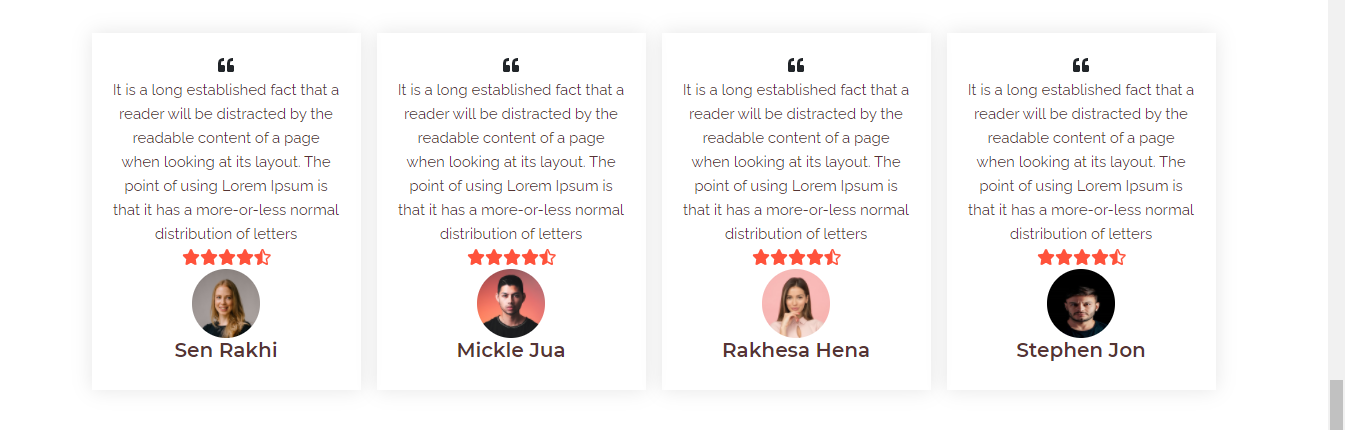 It is a long established fact that a
reader will be distracted by the
readable content of a page
when looking at its layout. The
point of using Lorem Ipsum is
that it has a more-or-less normal
distribution of letters
Sen Rakhi
It is a long established fact that a
reader will be distracted by the
readable content of a page
when looking at its layout. The
point of using Lorem Ipsum is
that it has a more-or-less normal
distribution of letters
Mickle Jua
It is a long established fact that a
reader will be distracted by the
readable content of a page
when looking at its layout. The
point of using Lorem Ipsum is
that it has a more-or-less normal
distribution of letters
Rakhesa Hena
It is a long established fact that a
reader will be distracted by the
readable content of a page
when looking at its layout. The
point of using Lorem Ipsum is
that it has a more-or-less normal
distribution of letters
Stephen Jon